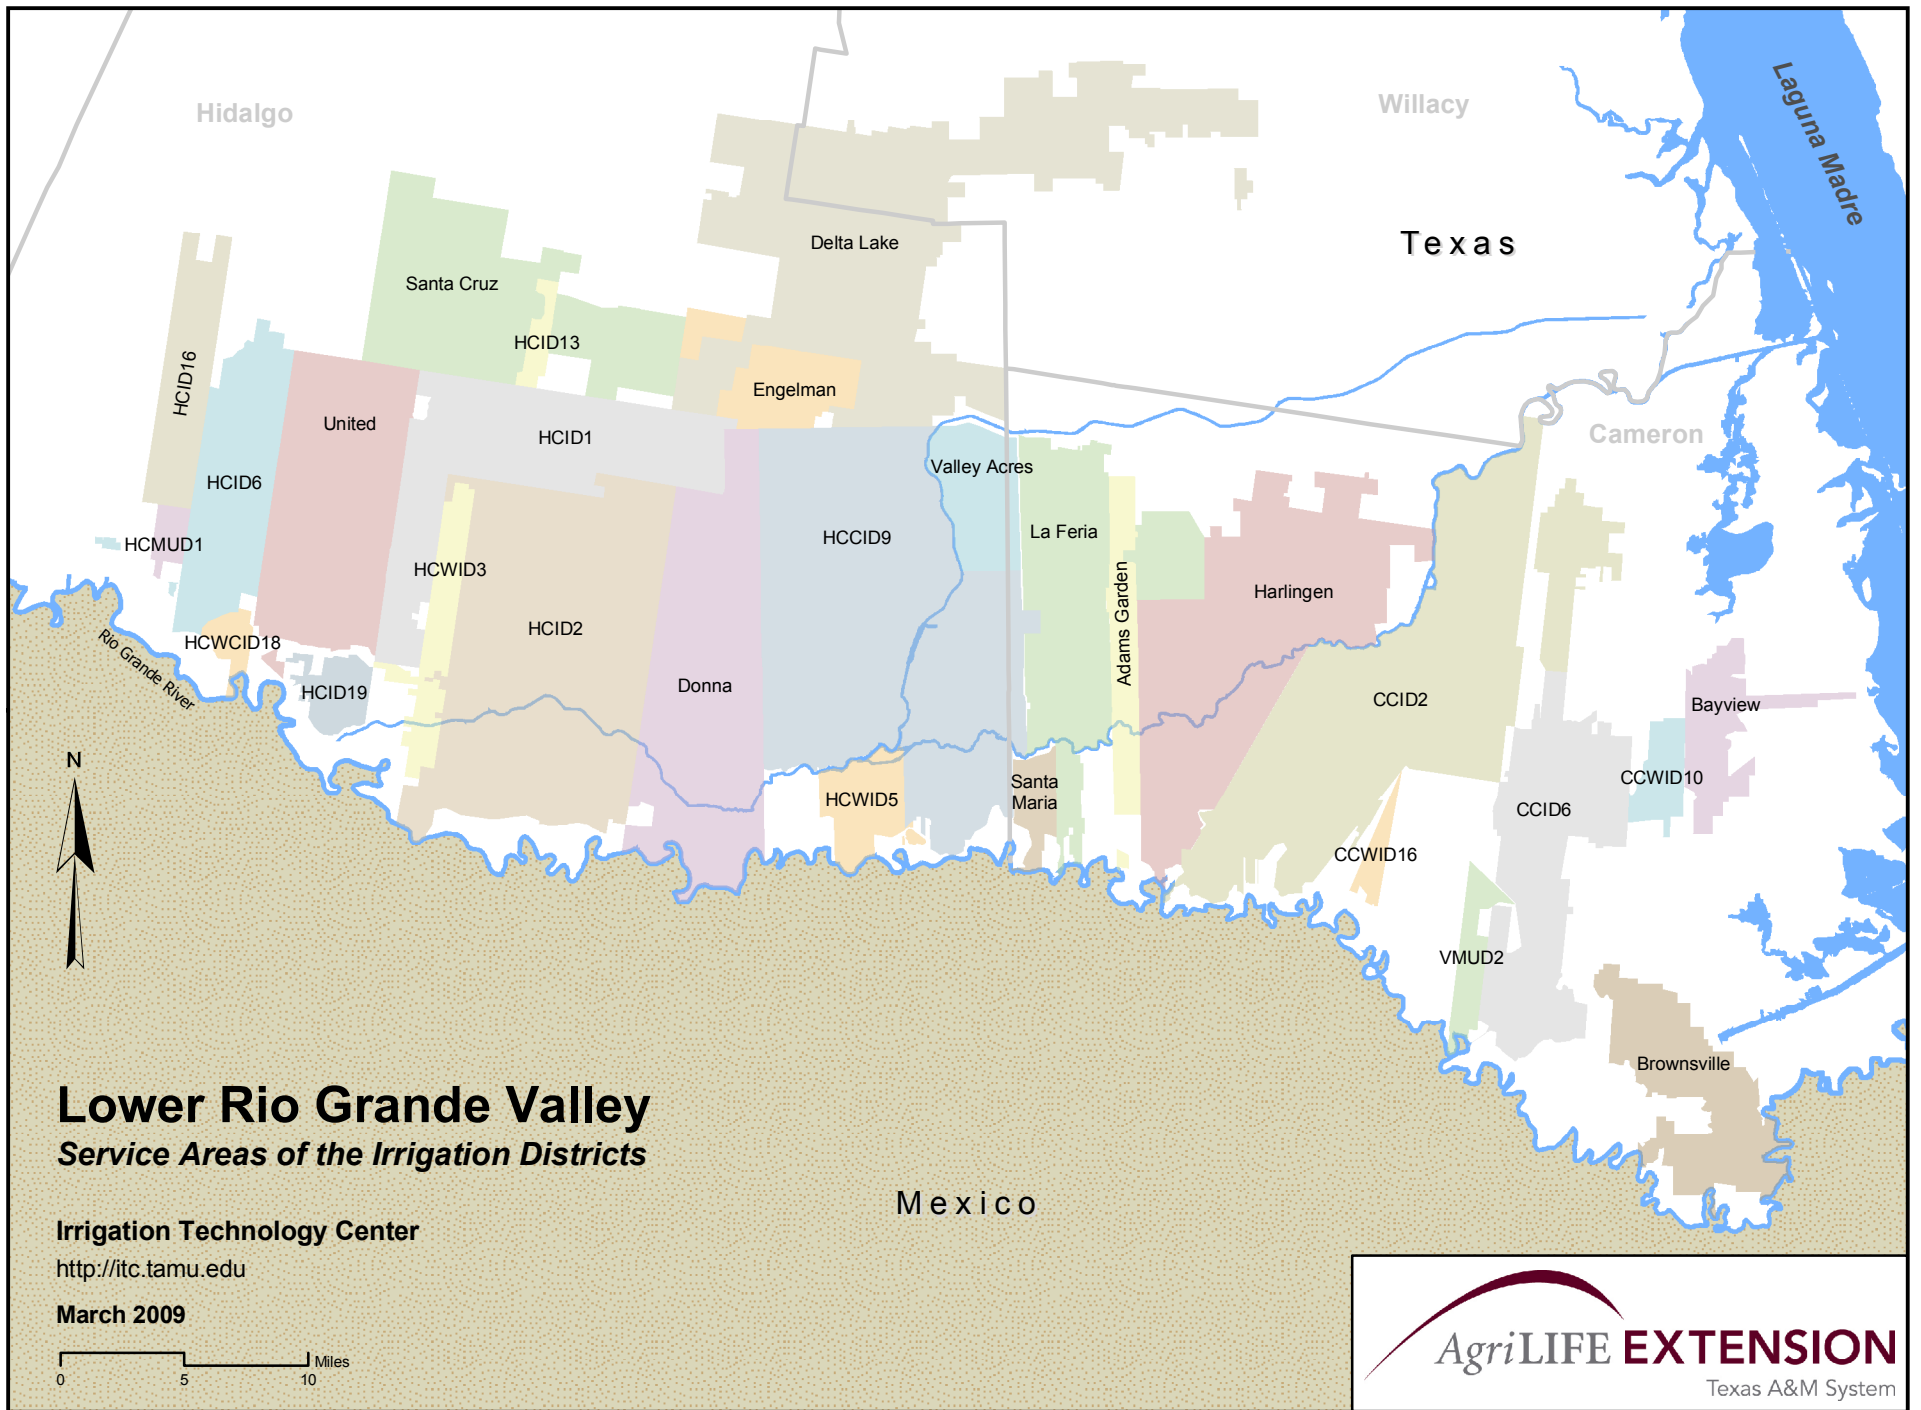 Hidalgo
Willacy
Laguna Madre
Texas
Delta Lake
Santa Cruz
HCID13
HCID16
Engelman
United
HCID1
Cameron
HCID6
Valley Acres
La Feria
HCMUD1
HCCID9
HCWID3
Adams Garden
Harlingen
HCID2
HCWCID18
Rio Grande River
HCID19
Donna
CCID2
Bayview
N
HCWID5
Santa
Maria
CCWID10
CCID6
CCWID16
VMUD2
Brownsville
Lower Rio Grande Valley
Service Areas of the Irrigation Districts
Mexico
Irrigation Technology Center
http://itc.tamu.edu
March 2009
Miles
0 5 10
AgriLIFE EXTENSION
Texas A&M System